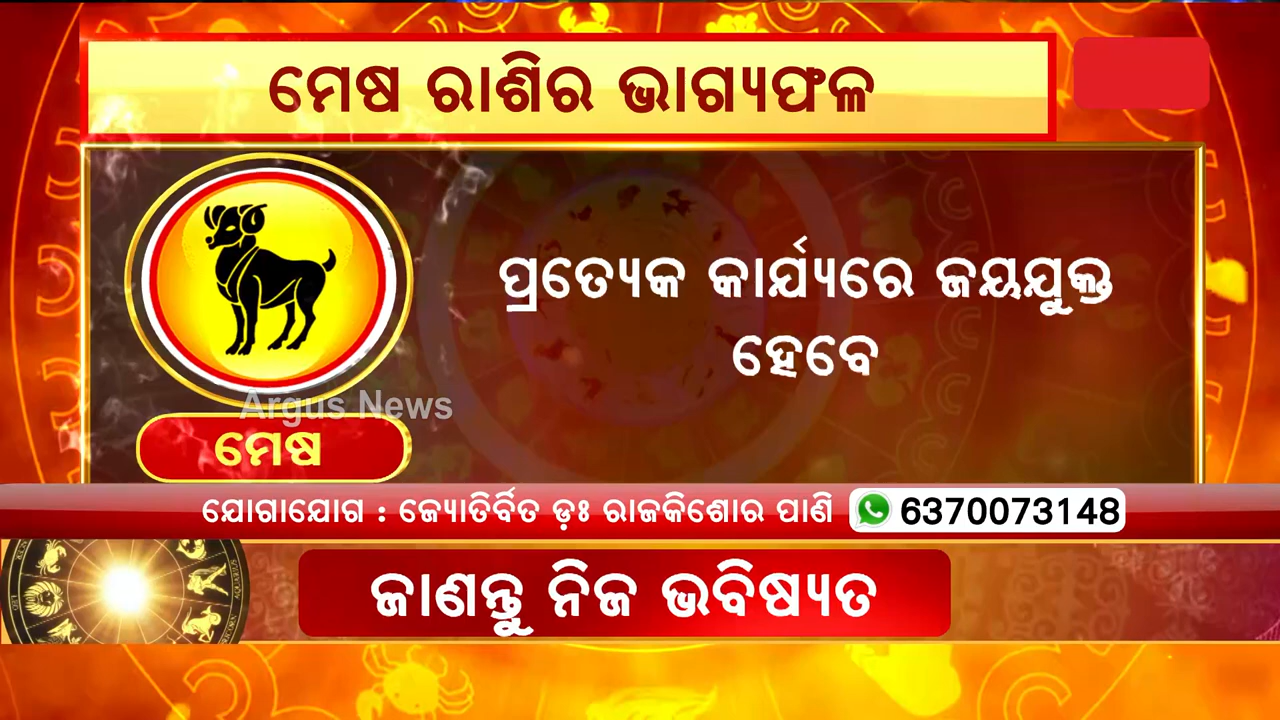 ମେଷ ରାଶିର ଭାଗ୍ୟଫଳ
ପ୍ରତ୍ୟେକ କାର୍ଯ୍ୟରେ ଜୟଯୁକ୍ତ
ହେବେ
Argus News
ମେଷ
ଯୋଗାଯୋଗ : ଜ୍ୟୋତିର୍ବିତ ଡ଼ଃ ରାଜକିଶୋର ପାଣି 6370073148
ଜାଣନ୍ତୁ ନିଜ ଭବିଷ୍ୟତ